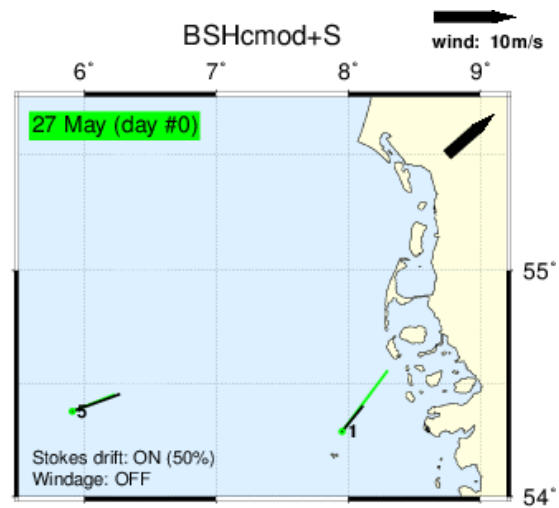 BSHcmod+S
wind: 10m/s
6° 7° 8° 9°
27 May (day #0)
55°
5
1
Stokes drift: ON (50%)
Windage: OFF
54°